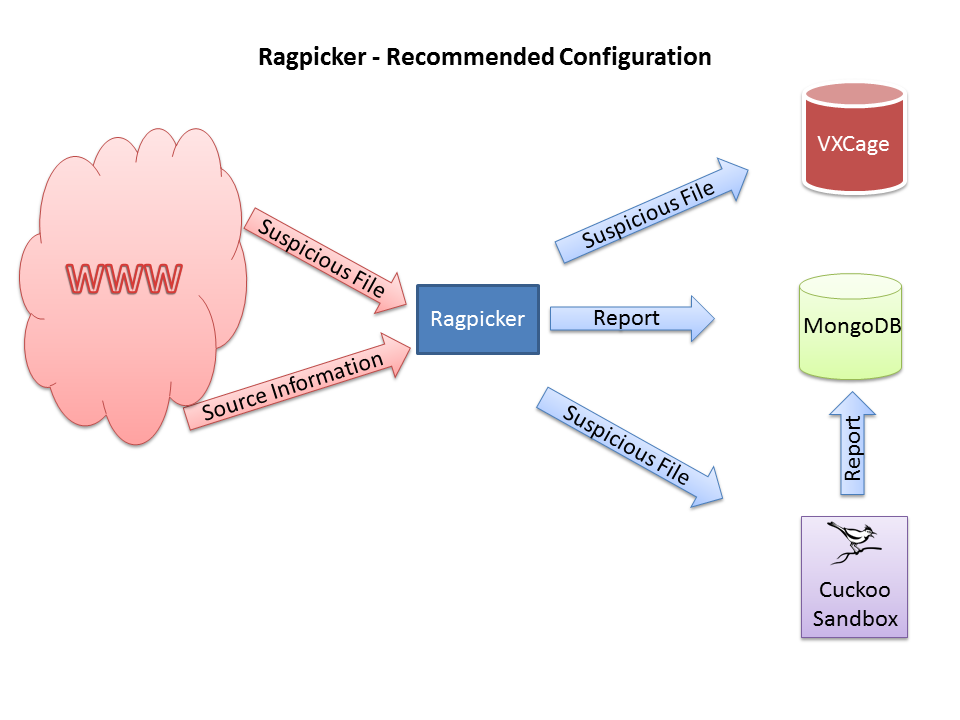 Ragpicker - Recommended Configuration
VXCage
Suspicious File
Suspicious File
WWW
Ragpicker
Report
MongoDB
Source Information
Suspicious File
Report
Cuckoo
Sandbox